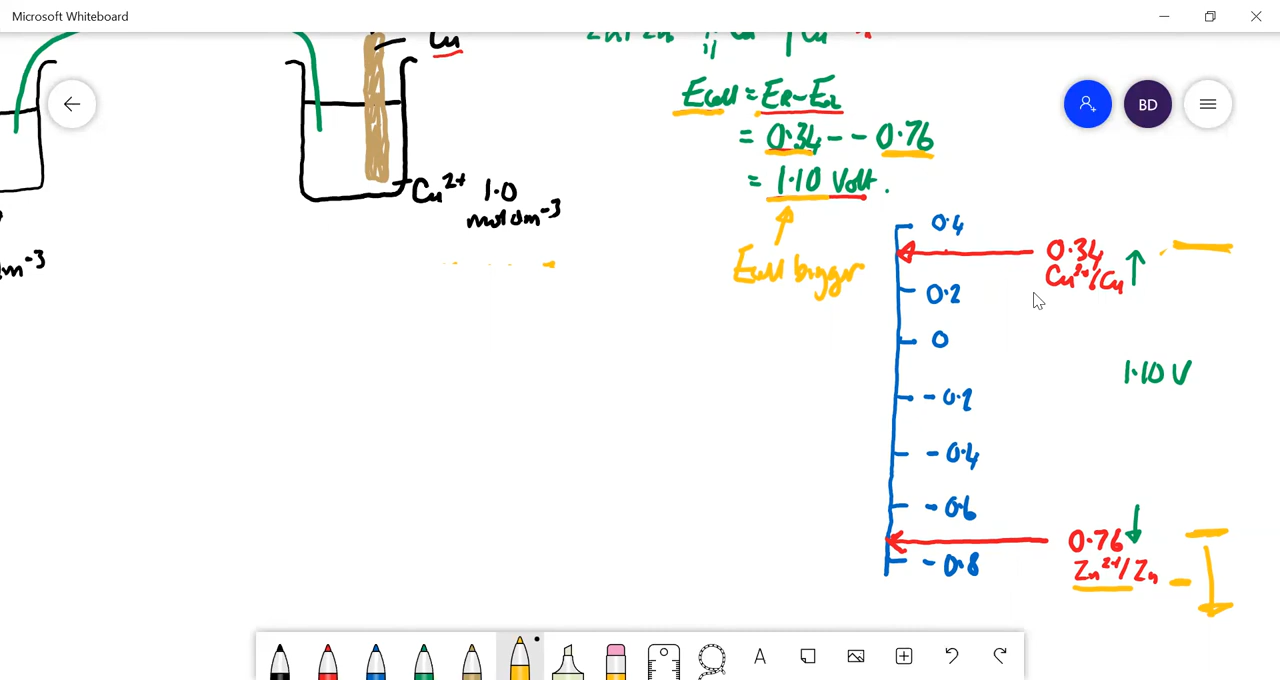 Microsoft Whiteboard
Cu
Ecell = ER-EL
= 0.34 - - 0.76
= 1.10 Volt.
BD
Cu²⁺ 1.0
mol dm⁻³
m⁻³
Ecell bigger
0.4
0.34
Cu²⁺/Cu
0.2
0
1.10V
-0.2
-0.4
-0.6
0.76
Zn²⁺/Zn
-0.8
A